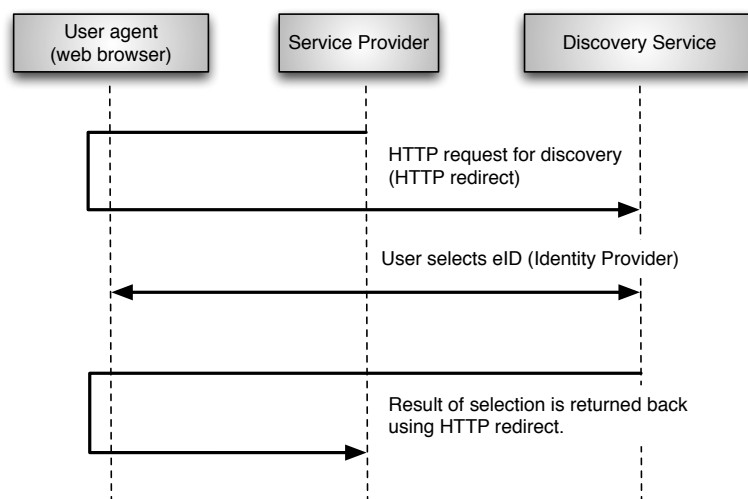 User agent
(web browser)
Service Provider
Discovery Service
HTTP request for discovery
(HTTP redirect)
User selects eID (Identity Provider)
Result of selection is returned back
using HTTP redirect.